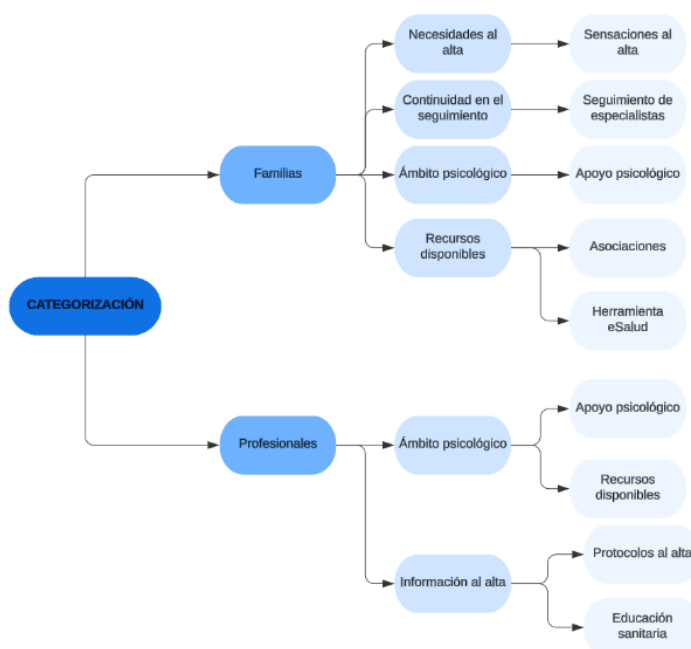 Necesidades al
alta
Sensaciones al
alta
Continuidad en el
seguimiento
Seguimiento de
especialistas
Familias
Ámbito psicológico
Apoyo psicológico
Recursos
disponibles
Asociaciones
CATEGORIZACIÓN
Herramienta
eSalud
Profesionales
Ámbito psicológico
Apoyo psicológico
Recursos
disponibles
Información al alta
Protocolos al alta
Educación
sanitaria